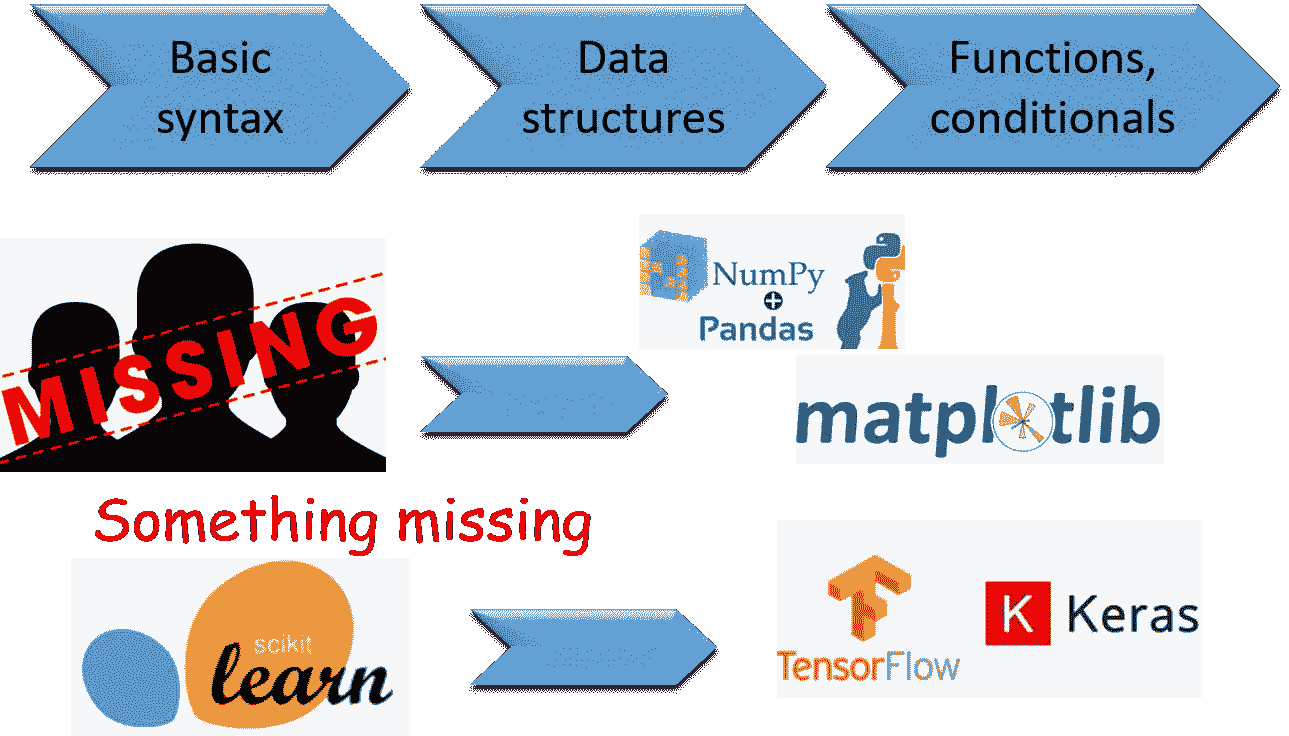 Basic
syntax
Data
structures
Functions,
conditionals
MISSING
NumPy
+
Pandas
matplotlib
Something missing
scikit
learn
TensorFlow
K Keras